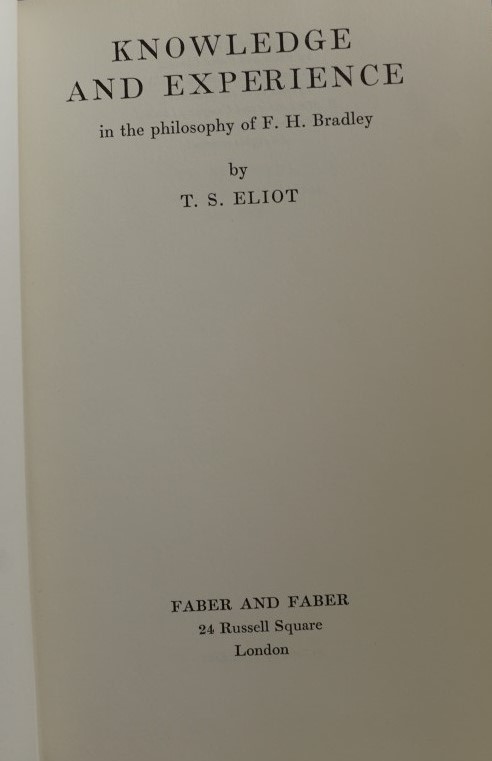 KNOWLEDGE
AND EXPERIENCE
in the philosophy of F. H. Bradley
by
T. S. ELIOT
FABER AND FABER
24 Russell Square
London